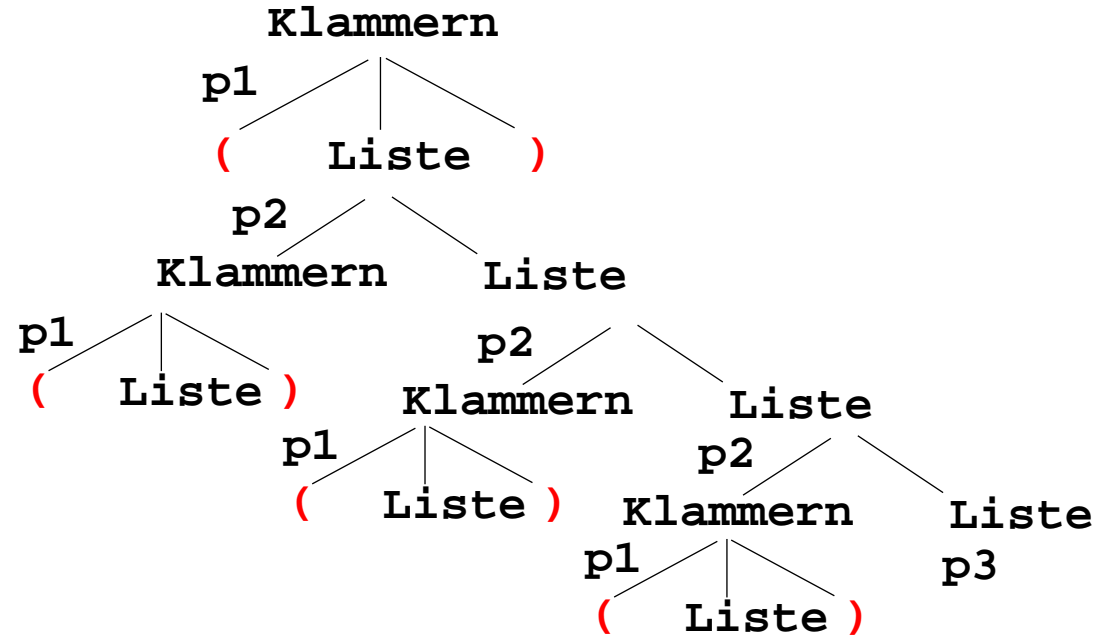 Klammern
p1
( Liste )
p2
Klammern Liste
p1 p2
( Liste ) Klammern Liste
p1 p2
( Liste ) Klammern Liste
p1 p3
( Liste )